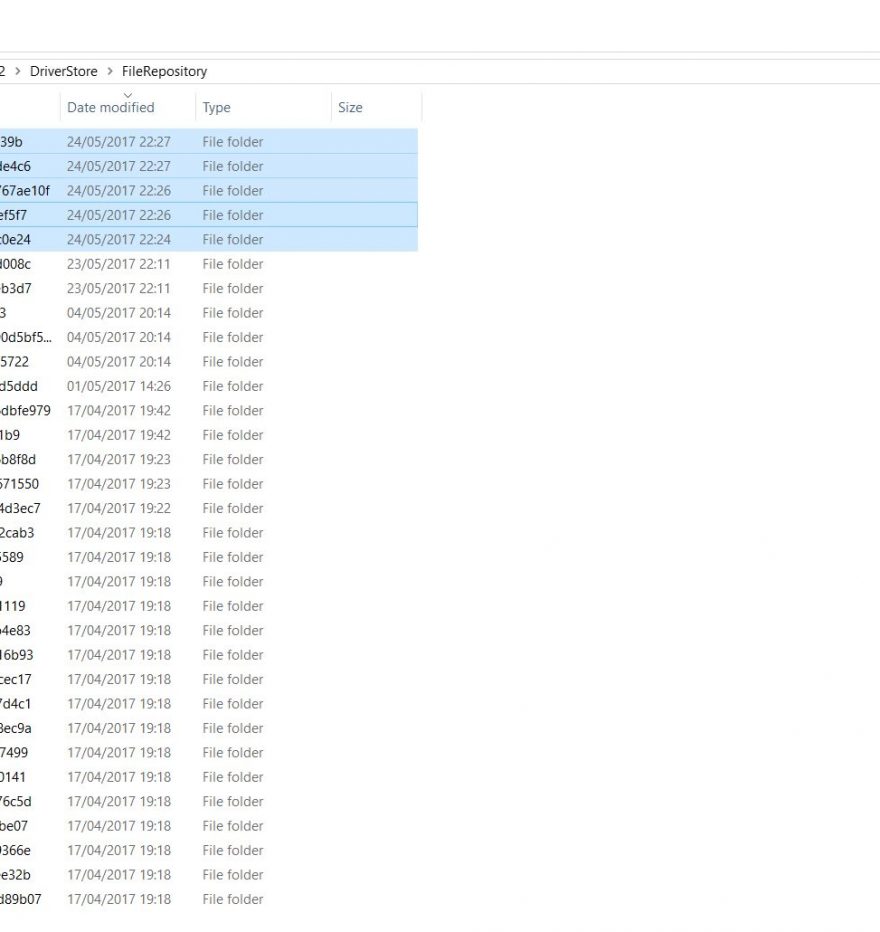 2 > DriverStore > FileRepository
Date modified Type Size
39b 24/05/2017 22:27 File folder
de4c6 24/05/2017 22:27 File folder
767ae10f 24/05/2017 22:26 File folder
ef5f7 24/05/2017 22:26 File folder
c0e24 24/05/2017 22:24 File folder
d008c 23/05/2017 22:11 File folder
b3d7 23/05/2017 22:11 File folder
3 04/05/2017 20:14 File folder
0d5bf5... 04/05/2017 20:14 File folder
5722 04/05/2017 20:14 File folder
d5ddd 01/05/2017 14:26 File folder
dbfe979 17/04/2017 19:42 File folder
1b9 17/04/2017 19:42 File folder
b8f8d 17/04/2017 19:23 File folder
671550 17/04/2017 19:23 File folder
4d3ec7 17/04/2017 19:22 File folder
2cab3 17/04/2017 19:18 File folder
5589 17/04/2017 19:18 File folder
9 17/04/2017 19:18 File folder
1119 17/04/2017 19:18 File folder
b4e83 17/04/2017 19:18 File folder
16b93 17/04/2017 19:18 File folder
cec17 17/04/2017 19:18 File folder
7d4c1 17/04/2017 19:18 File folder
8ec9a 17/04/2017 19:18 File folder
7499 17/04/2017 19:18 File folder
0141 17/04/2017 19:18 File folder
76c5d 17/04/2017 19:18 File folder
be07 17/04/2017 19:18 File folder
9366e 17/04/2017 19:18 File folder
e32b 17/04/2017 19:18 File folder
d89b07 17/04/2017 19:18 File folder